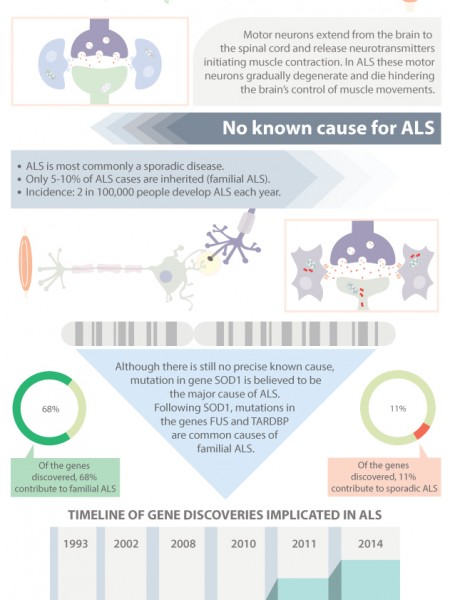 Motor neurons extend from the brain to
the spinal cord and release neurotransmitters
initiating muscle contraction. In ALS these motor
neurons gradually degenerate and die hindering
the brain's control of muscle movements.
No known cause for ALS
• ALS is most commonly a sporadic disease.
• Only 5-10% of ALS cases are inherited (familial ALS).
• Incidence: 2 in 100,000 people develop ALS each year.
Although there is still no precise known cause,
mutation in gene SOD1 is believed to be
the major cause of ALS.
Following SOD1, mutations in
the genes FUS and TARDBP
are common causes of
familial ALS.
68%
Of the genes
discovered, 68%
contribute to familial ALS
11%
Of the genes
discovered, 11%
contribute to sporadic ALS
TIMELINE OF GENE DISCOVERIES IMPLICATED IN ALS
1993 2002 2008 2010 2011 2014